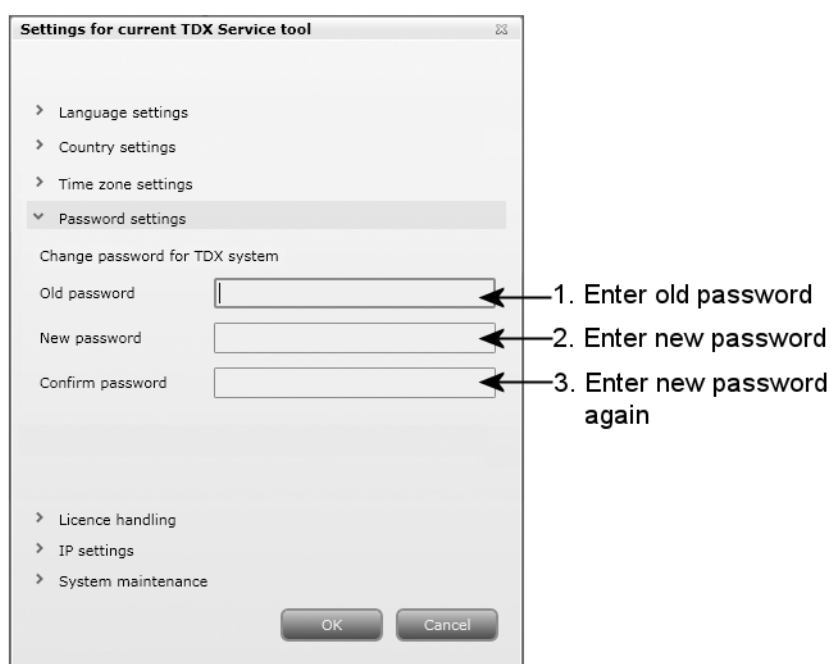 Settings for current TDX Service tool
Language settings
Country settings
Time zone settings
Password settings
Change password for TDX system
Old password
1. Enter old password
New password
2. Enter new password
Confirm password
3. Enter new password
again
Licence handling
IP settings
System maintenance
OK Cancel